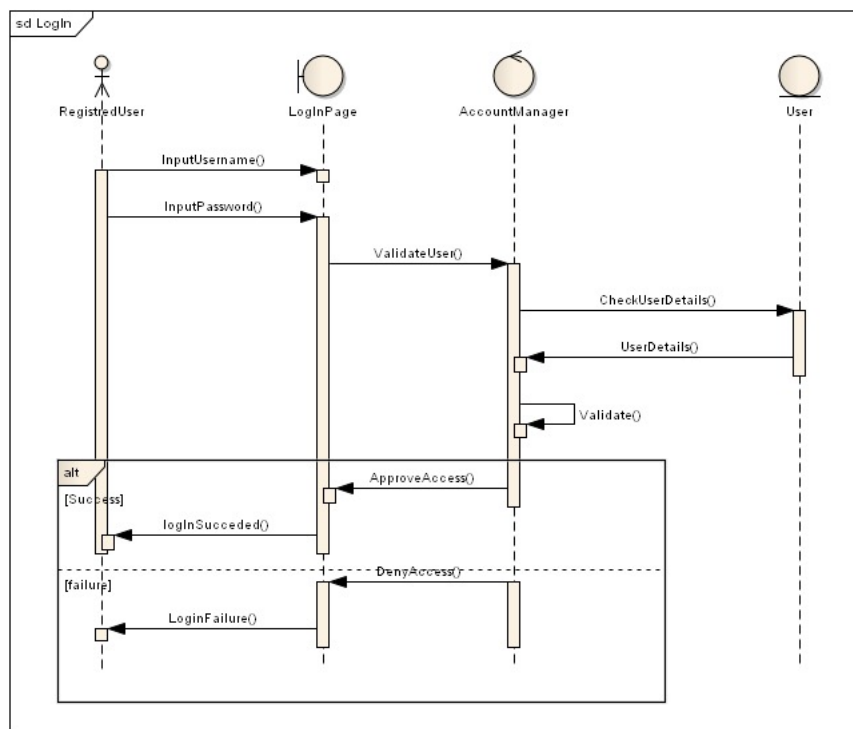 sd LogIn
RegistredUser
LogInPage
AccountManager
User
InputUsername()
InputPassword()
ValidateUser()
CheckUserDetails()
UserDetails()
Validate()
alt
ApproveAccess()
[Success]
logInSucceded()
DenyAccess()
[failure]
LoginFailure()